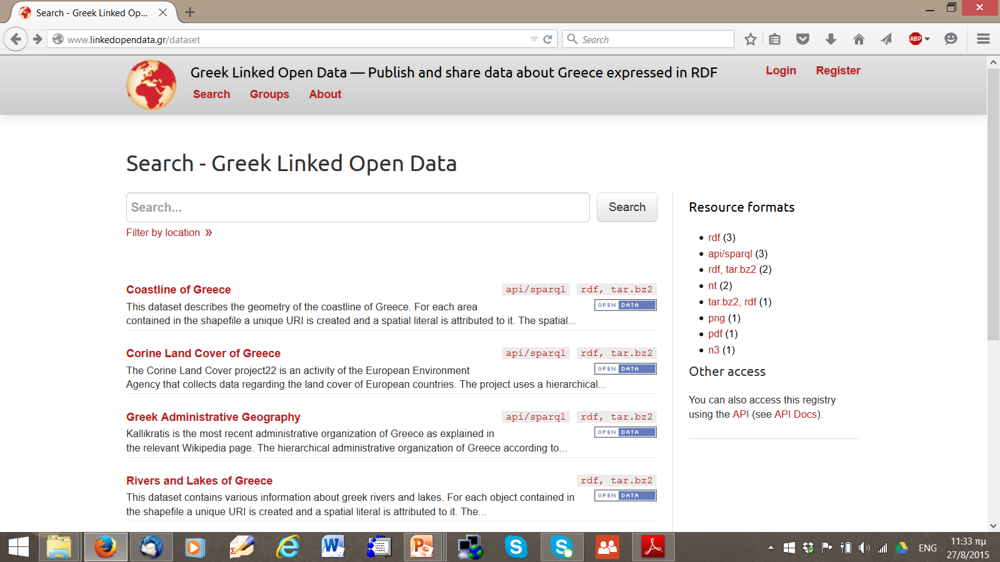 Search - Greek Linked Op...
www.linkedopendata.gr/dataset
Search
ABP
Greek Linked Open Data — Publish and share data about Greece expressed in RDF
Login Register
Search Groups About
Search - Greek Linked Open Data
Search...
Search
Filter by location »
Coastline of Greece
api/sparql rdf, tar.bz2
This dataset describes the geometry of the coastline of Greece. For each area
OPEN DATA
contained in the shapefile a unique URI is created and a spatial literal is attributed to it. The spatial...
Corine Land Cover of Greece
api/sparql rdf, tar.bz2
The Corine Land Cover project22 is an activity of the European Environment
OPEN DATA
Agency that collects data regarding the land cover of European countries. The project uses a hierarchical...
Greek Administrative Geography
api/sparql rdf, tar.bz2
Kallikratis is the most recent administrative organization of Greece as explained in
OPEN DATA
the relevant Wikipedia page. The hierarchical administrative organization of Greece according to...
Rivers and Lakes of Greece
rdf, tar.bz2
This dataset contains various information about greek rivers and lakes. For each object contained in
OPEN DATA
the shapefile a unique URI is created and a spatial literal is attributed to it. The...
Resource formats
rdf (3)
api/sparql (3)
rdf, tar.bz2 (2)
nt (2)
tar.bz2, rdf (1)
png (1)
pdf (1)
n3 (1)
Other access
You can also access this registry
using the API (see API Docs).
ENG
11:33 πμ
27/8/2015